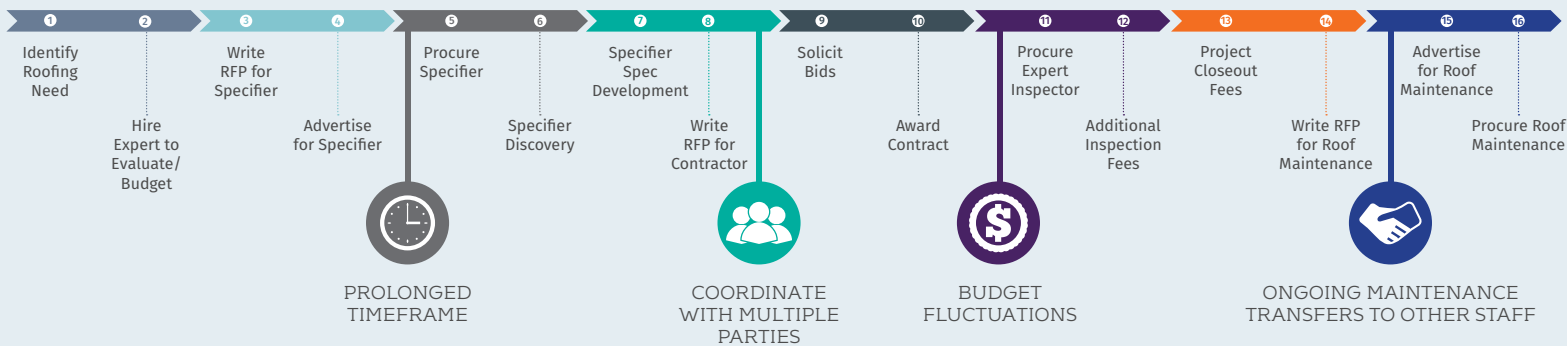 1
2
3
4
5
6
7
8
9
10
11
12
13
14
15
16
Identify
Roofing
Need
Hire
Expert to
Evaluate/
Budget
Write
RFP for
Specifier
Advertise
for Specifier
Procure
Specifier
Specifier
Discovery
Specifier
Spec
Development
Write
RFP for
Contractor
Solicit
Bids
Award
Contract
Procure
Expert
Inspector
Additional
Inspection
Fees
Project
Closeout
Fees
Write RFP
for Roof
Maintenance
Advertise
for Roof
Maintenance
Procure Roof
Maintenance
$
PROLONGED
TIMEFRAME
COORDINATE
WITH MULTIPLE
PARTIES
BUDGET
FLUCTUATIONS
ONGOING MAINTENANCE
TRANSFERS TO OTHER STAFF